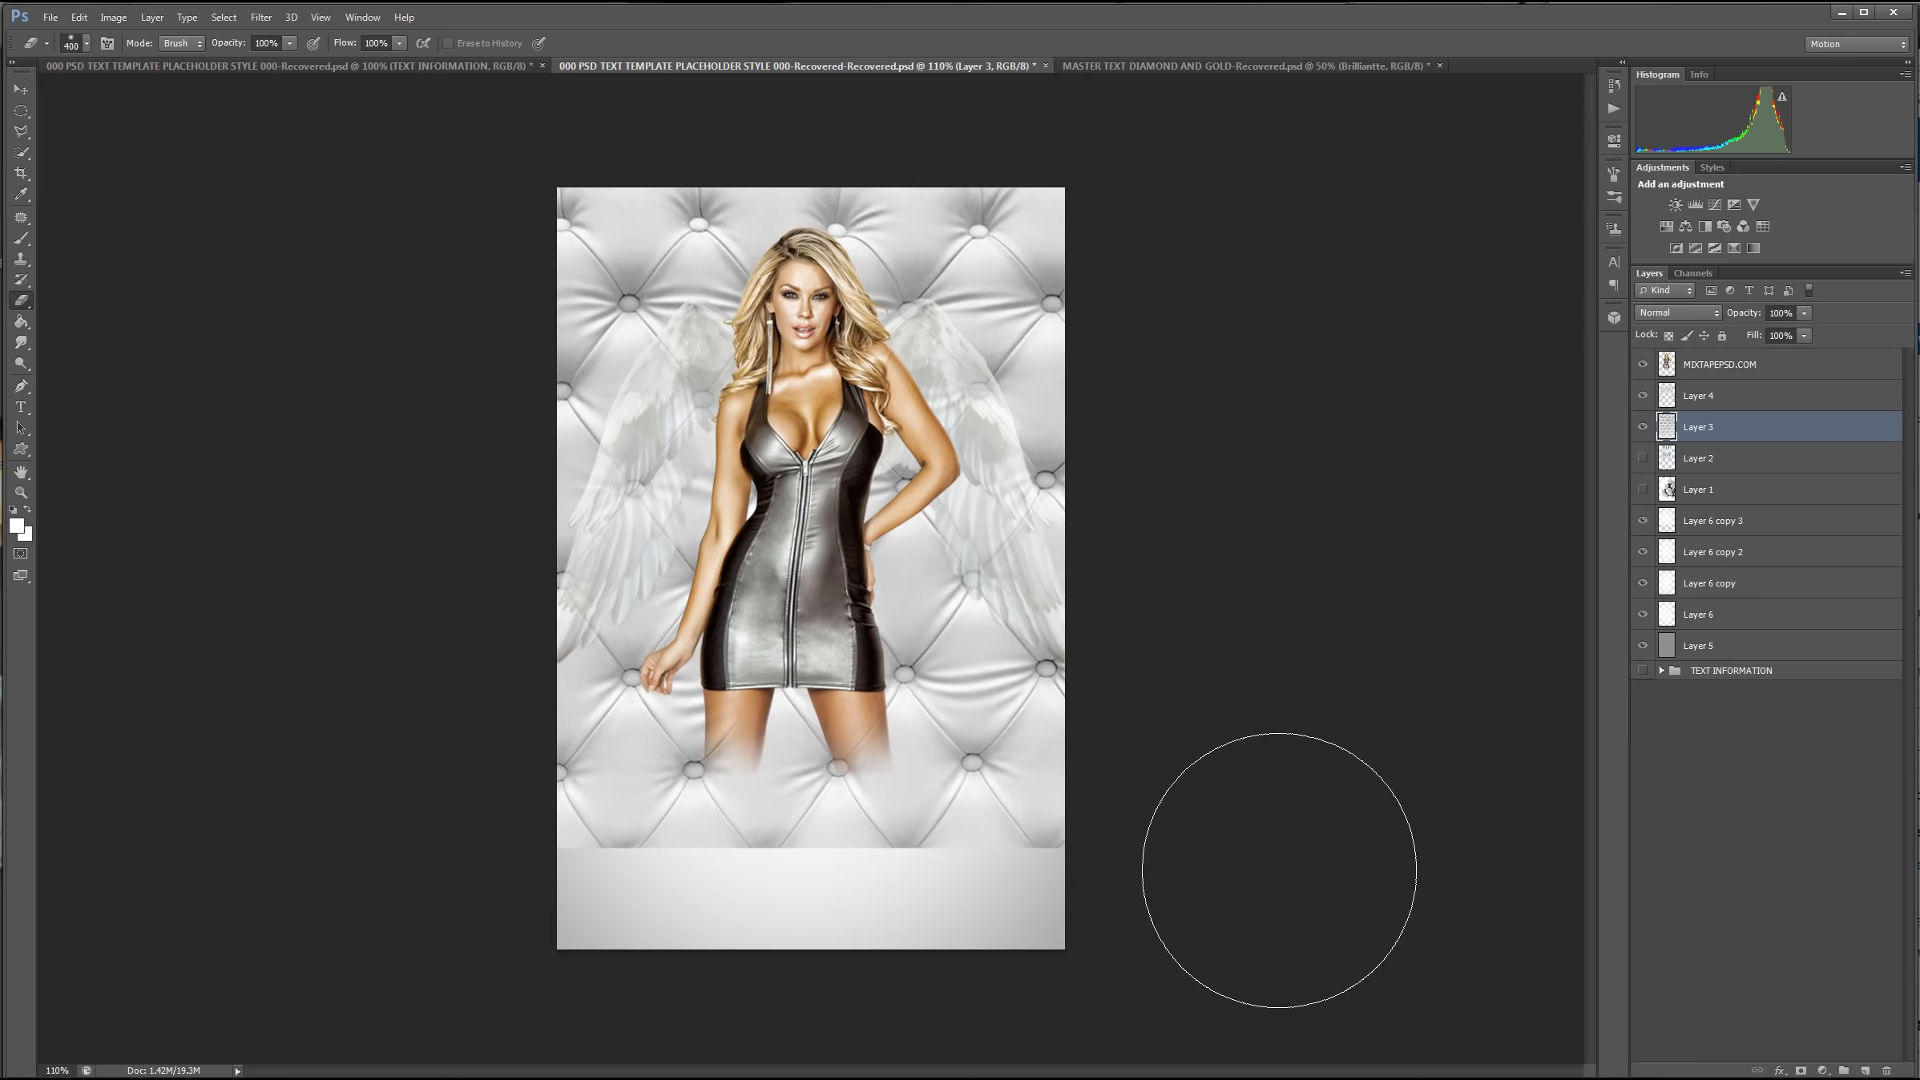 Ps File Edit Image Layer Type Select Filter 3D View Window Help
400 Mode: Brush Opacity: 100% Flow: 100% Erase to History Motion
000 PSD TEXT TEMPLATE PLACEHOLDER STYLE 000-Recovered.psd @ 100% (TEXT INFORMATION, RGB/8) * × 000 PSD TEXT TEMPLATE PLACEHOLDER STYLE 000-Recovered-Recovered.psd @ 110% (Layer 3, RGB/8) * × MASTER TEXT DIAMOND AND GOLD-Recovered.psd @ 50% (Brilliantte, RGB/8) * ×
Histogram Info
Adjustments Styles
Add an adjustment
Layers Channels
Kind
Normal Opacity: 100%
Lock: Fill: 100%
MIXTAPEPSD.COM
Layer 4
Layer 3
Layer 2
Layer 1
Layer 6 copy 3
Layer 6 copy 2
Layer 6 copy
Layer 6
Layer 5
TEXT INFORMATION
110% Doc: 1.42M/19.3M